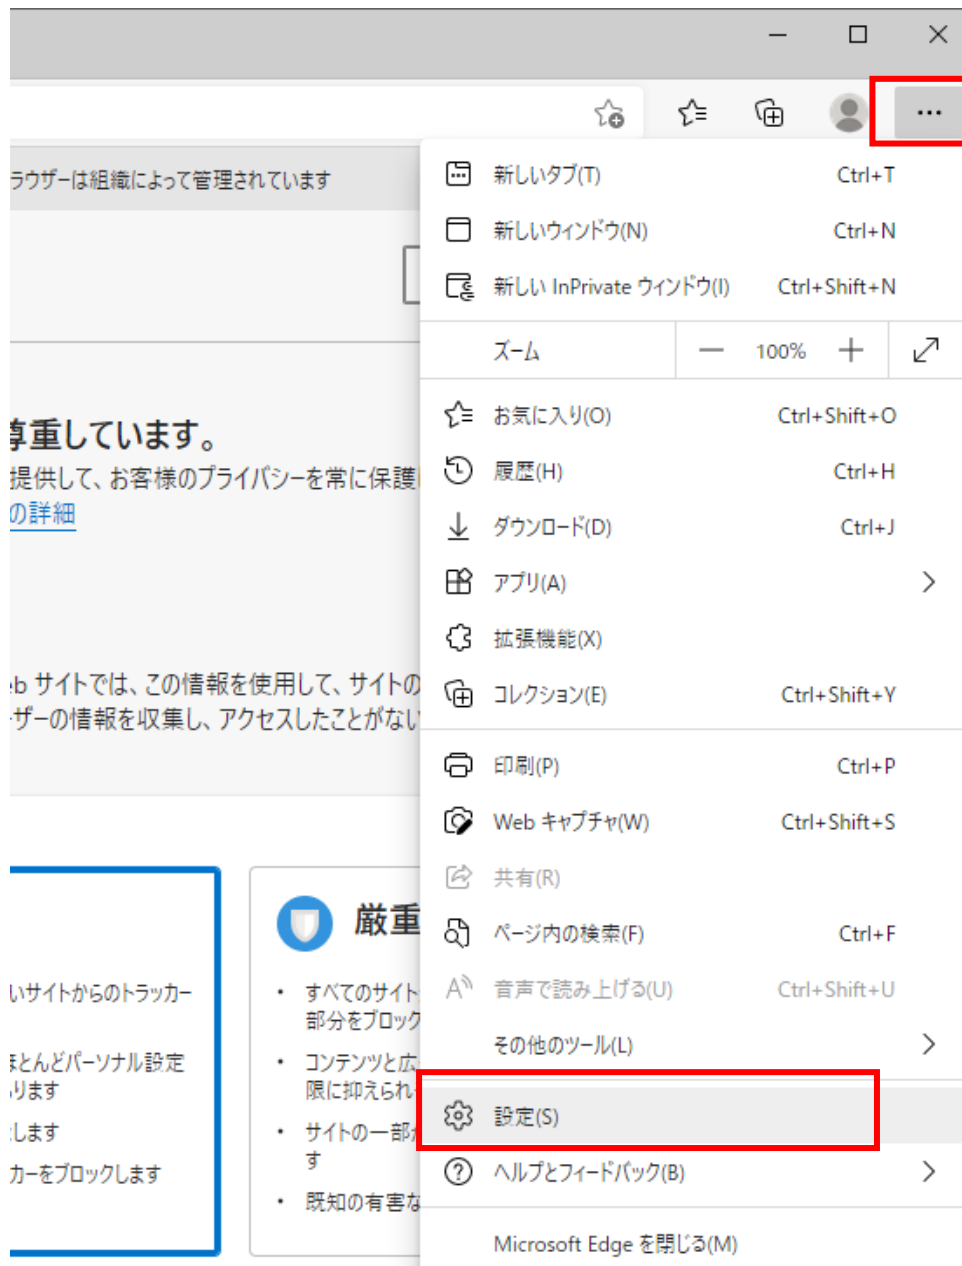 ラウザーは組織によって管理されています
尊重しています。
提供して、お客様のプライバシーを常に保護
の詳細
eb サイトでは、この情報を使用して、サイトの
ーザーの情報を収集し、アクセスしたことがない
いサイトからのトラッカー
ほとんどパーソナル設定
ります
します
カーをブロックします
厳重
• すべてのサイト
部分をブロック
• コンテンツと広
限に抑えられ
• サイトの一部
す
• 既知の有害な
新しいタブ(T) Ctrl+T
新しいウィンドウ(N) Ctrl+N
新しい InPrivate ウィンドウ(I) Ctrl+Shift+N
ズーム — 100% +
お気に入り(O) Ctrl+Shift+O
履歴(H) Ctrl+H
ダウンロード(D) Ctrl+J
アプリ(A)
拡張機能(X)
コレクション(E) Ctrl+Shift+Y
印刷(P) Ctrl+P
Web キャプチャ(W) Ctrl+Shift+S
共有(R)
ページ内の検索(F) Ctrl+F
音声で読み上げる(U) Ctrl+Shift+U
その他のツール(L)
設定(S)
ヘルプとフィードバック(B)
Microsoft Edge を閉じる(M)